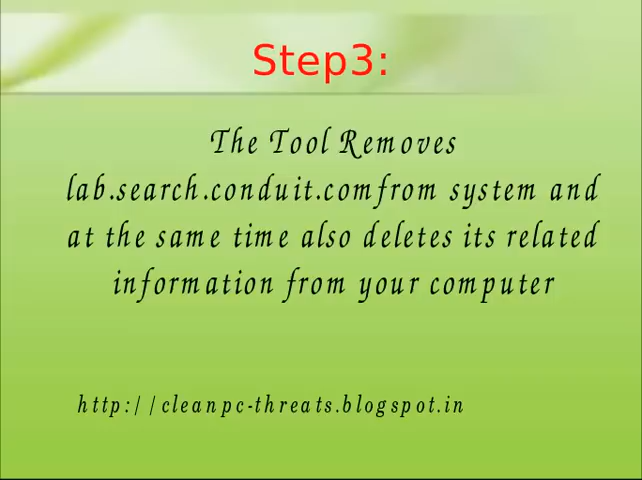 Step3:
The Tool Removes
lab.search.conduit.comfrom system and
at the same time also deletes its related
information from your computer
http://cleanpc-threats.blogspot.in